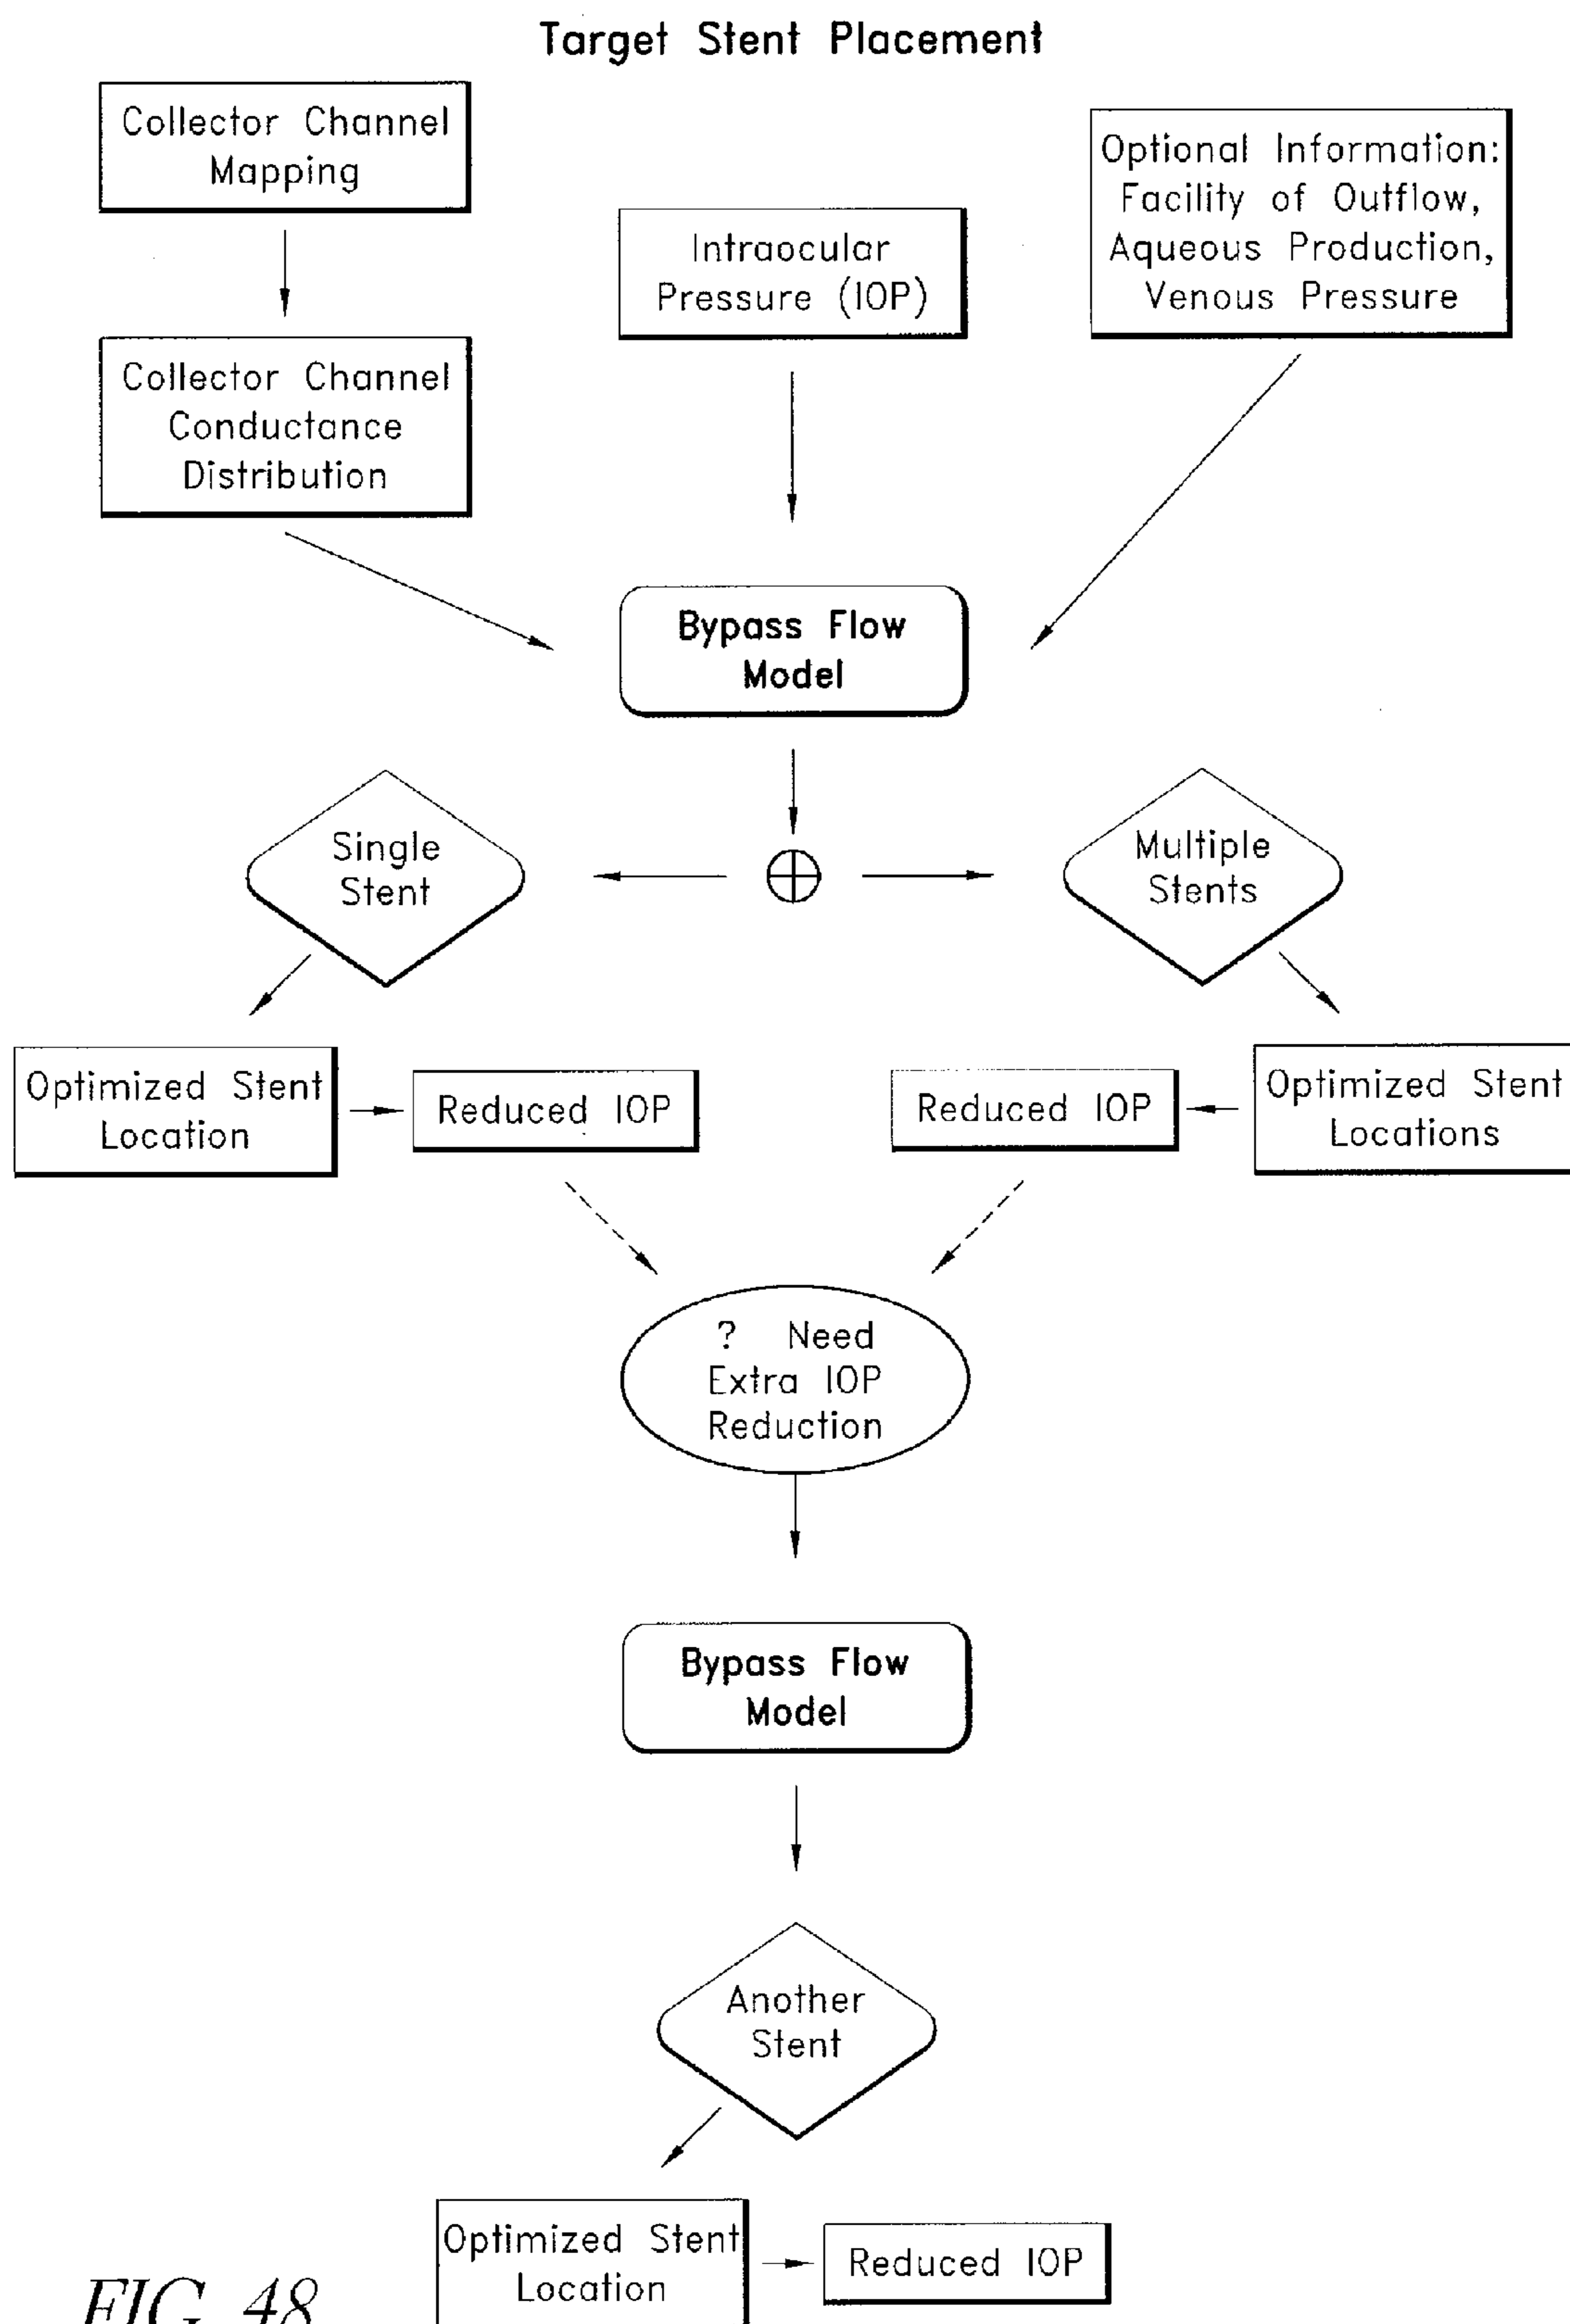 Target Stent Placement
Collector Channel
Mapping
Collector Channel
Conductance
Distribution
Intraocular
Pressure (IOP)
Optional Information:
Facility of Outflow,
Aqueous Production,
Venous Pressure
Bypass Flow
Model
Single
Stent
Multiple
Stents
Optimized Stent
Location
Reduced IOP
Reduced IOP
Optimized Stent
Locations
? Need
Extra IOP
Reduction
Bypass Flow
Model
Another
Stent
Optimized Stent
Location
Reduced IOP
FIG. 48